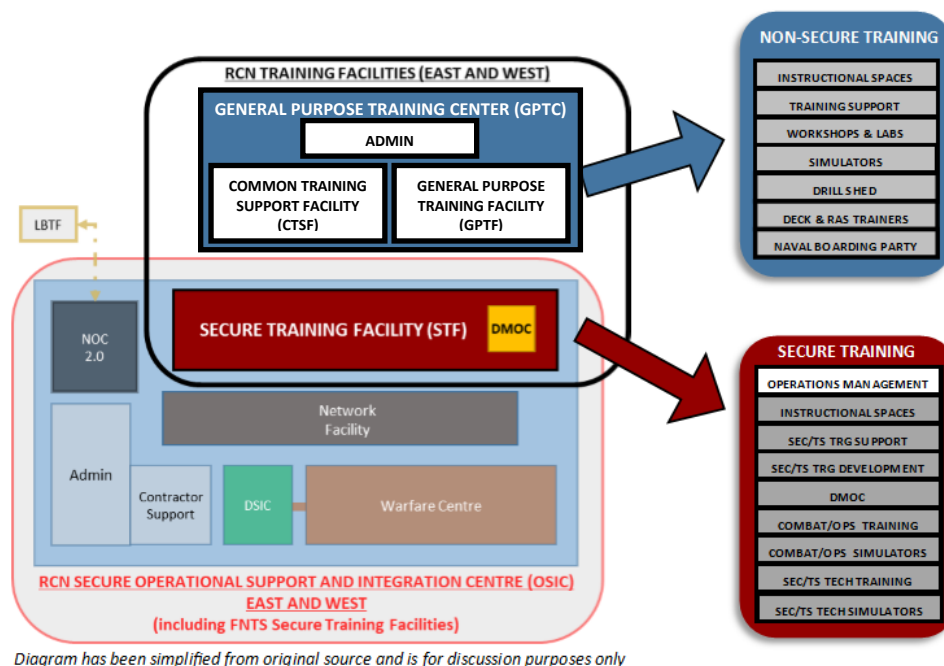 RCN TRAINING FACILITIES (EAST AND WEST)
GENERAL PURPOSE TRAINING CENTER (GPTC)
ADMIN
COMMON TRAINING
SUPPORT FACILITY
(CTSF)
GENERAL PURPOSE
TRAINING FACILITY
(GPTF)
LBTF
NOC
2.0
SECURE TRAINING FACILITY (STF)
DMOC
Network
Facility
Admin
Contractor
Support
DSIC
Warfare Centre
RCN SECURE OPERATIONAL SUPPORT AND INTEGRATION CENTRE (OSIC)
EAST AND WEST
(including FNTS Secure Training Facilities)
NON-SECURE TRAINING
INSTRUCTIONAL SPACES
TRAINING SUPPORT
WORKSHOPS & LABS
SIMULATORS
DRILL SHED
DECK & RAS TRAINERS
NAVAL BOARDING PARTY
SECURE TRAINING
OPERATIONS MANAGEMENT
INSTRUCTIONAL SPACES
SEC/TS TRG SUPPORT
SEC/TS TRG DEVELOPMENT
DMOC
COMBAT/OPS TRAINING
COMBAT/OPS SIMULATORS
SEC/TS TECH TRAINING
SEC/TS TECH SIMULATORS
Diagram has been simplified from original source and is for discussion purposes only